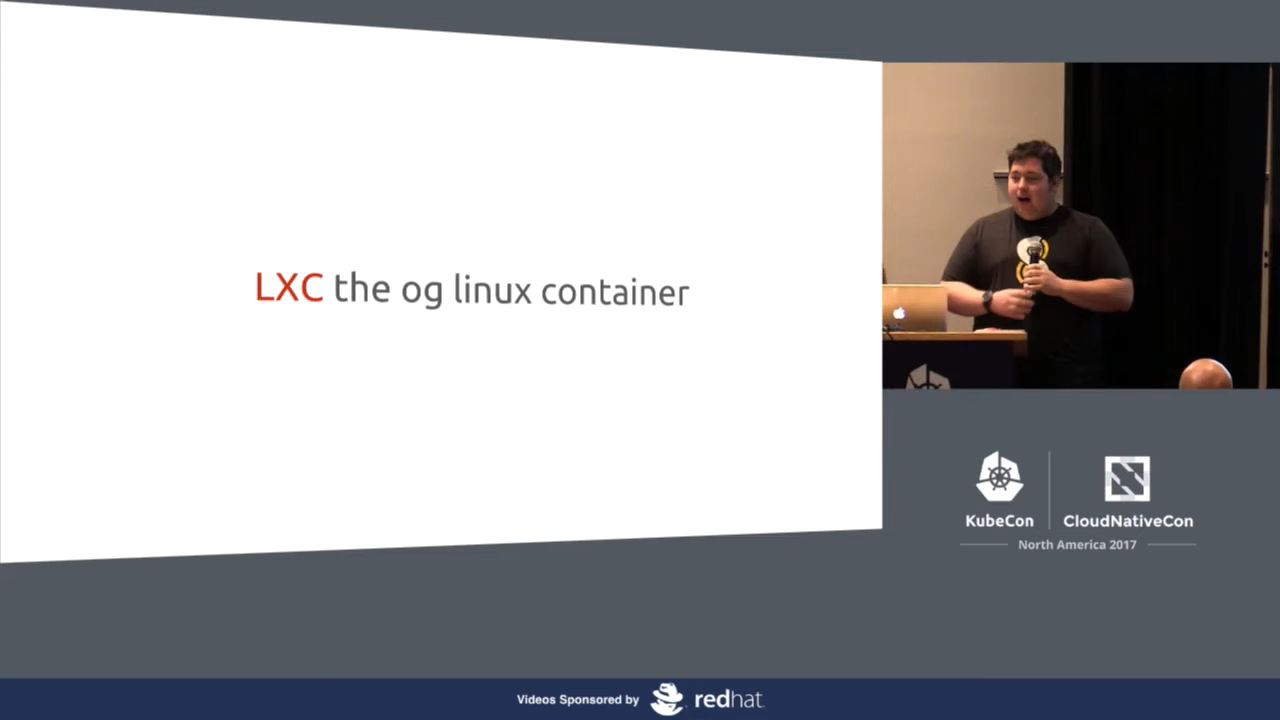 LXC the og linux container
KubeCon
CloudNativeCon
North America 2017
Videos Sponsored by
redhat